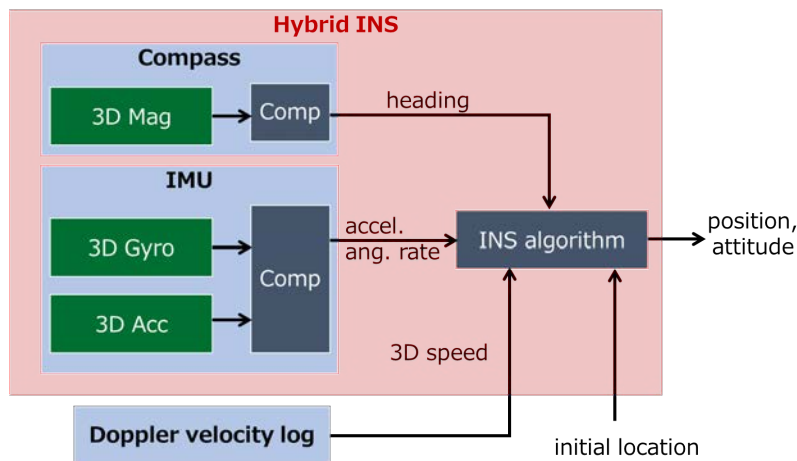 Hybrid INS
Compass
3D Mag
Comp
heading
IMU
3D Gyro
3D Acc
Comp
accel.
ang. rate
INS algorithm
position,
attitude
3D speed
Doppler velocity log
initial location